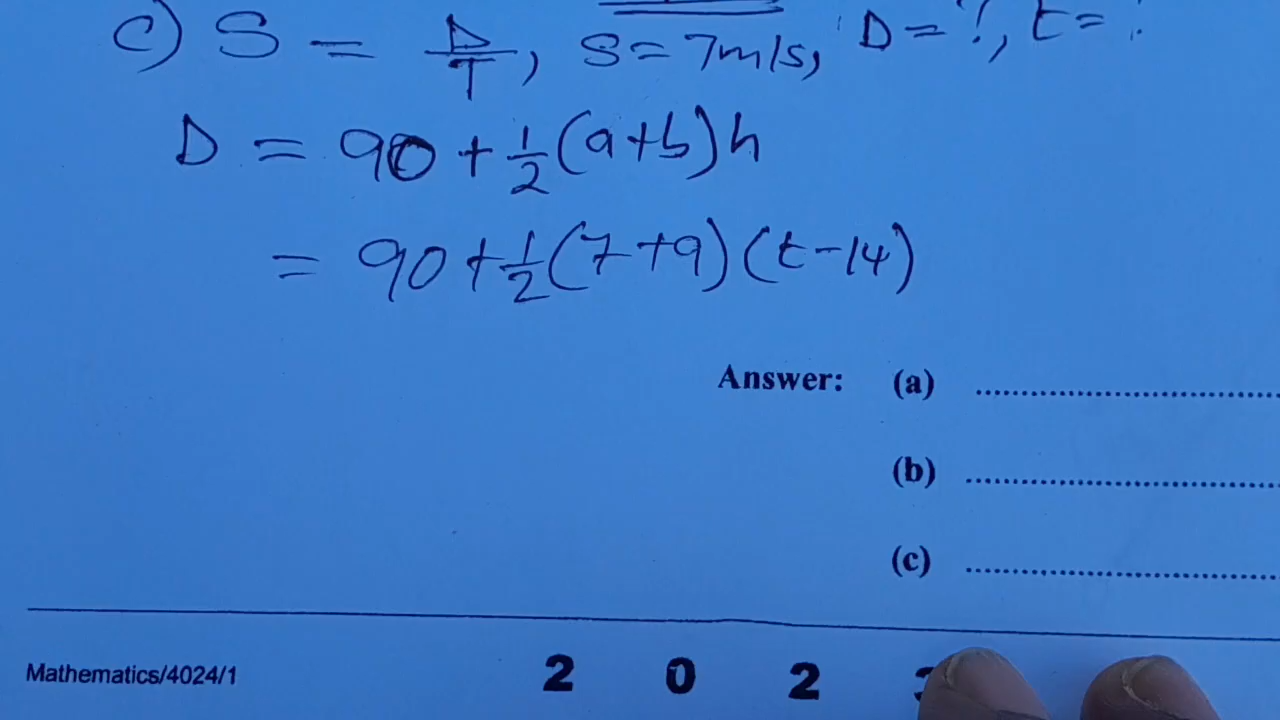 c) S = D/T, S = 7m/s, D = ?, t = ?
D = 90 + 1/2 (a+b)h
= 90 + 1/2 (7+9)(t-14)
Answer: (a) ................................
(b) ................................
(c) ................................
Mathematics/4024/1
2 0 2